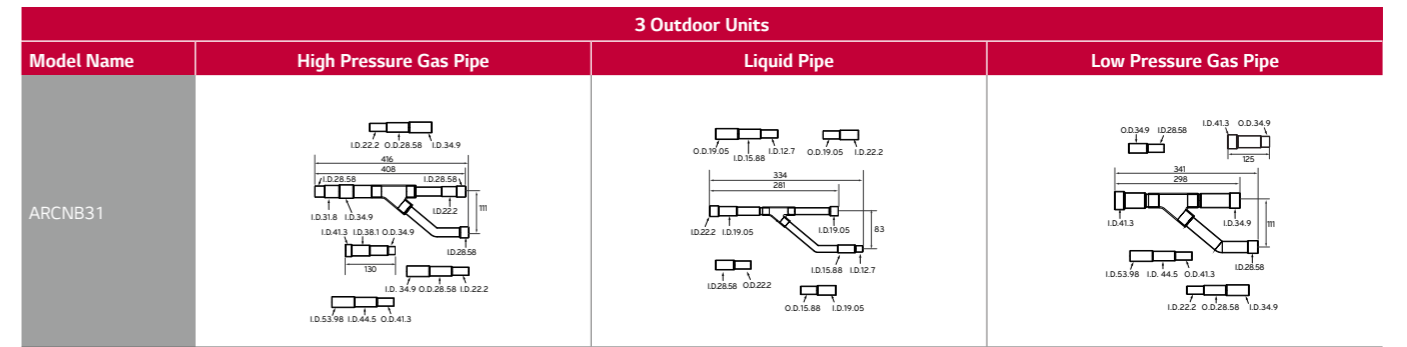 3 Outdoor Units
Model Name High Pressure Gas Pipe Liquid Pipe Low Pressure Gas Pipe
ARCNB31
I.D.22.2 O.D.28.58 I.D.34.9
416
408
I.D.28.58 I.D.28.58
111
I.D.22.2
I.D.31.8 I.D.34.9
I.D.41.3 I.D.38.1 O.D.34.9
I.D.28.58
130
I.D. 34.9 O.D.28.58 I.D.22.2
I.D.53.98 I.D.44.5 O.D.41.3
O.D.19.05 I.D.15.88 I.D.12.7 O.D.19.05 I.D.22.2
334
281
83
I.D.22.2 I.D.19.05 I.D.19.05
I.D.15.88 I.D.12.7
I.D.28.58 O.D.22.2
O.D.15.88 I.D.19.05
O.D.34.9 I.D.28.58 I.D.41.3 O.D.34.9
125
341
298
111
I.D.41.3 I.D.34.9
I.D.28.58
I.D.53.98 I.D. 44.5 O.D.41.3
I.D.22.2 O.D.28.58 I.D.34.9